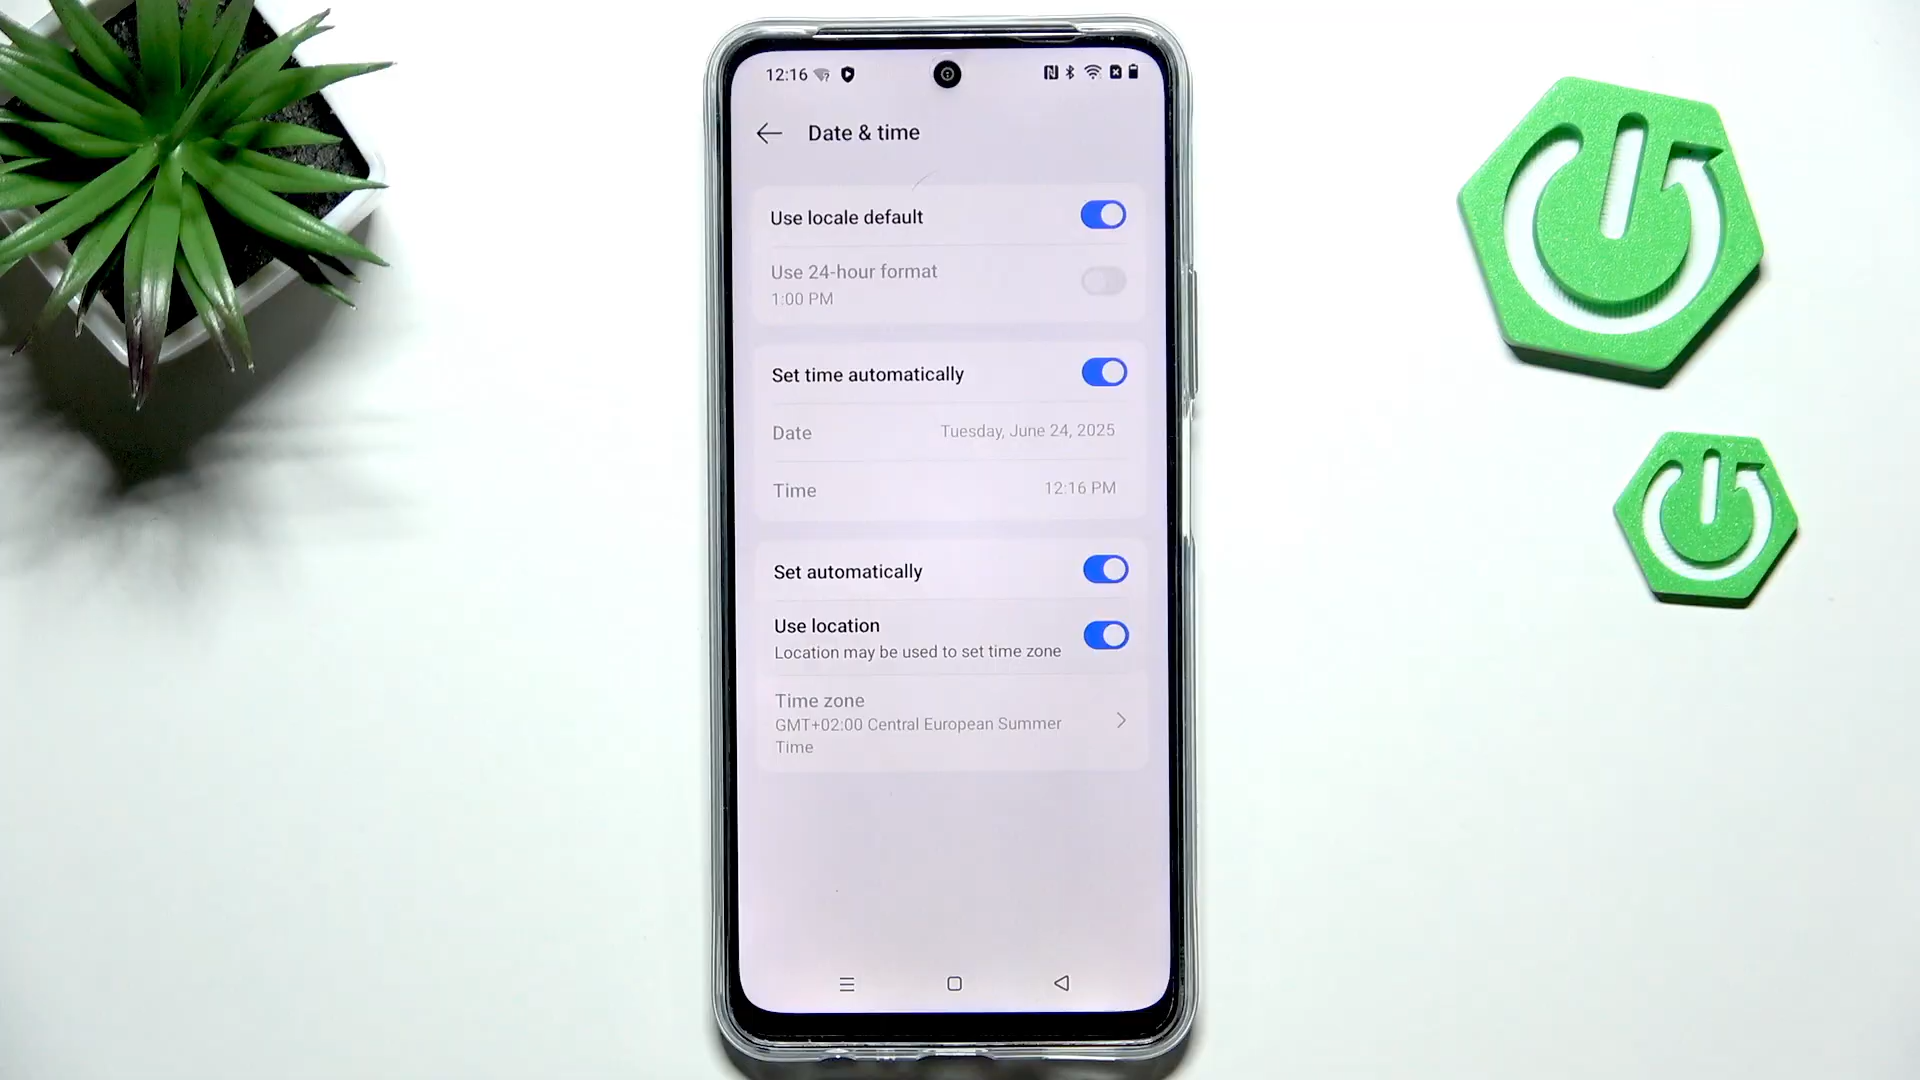 12:16
Date & time
Use locale default
Use 24-hour format
1:00 PM
Set time automatically
Date Tuesday, June 24, 2025
Time 12:16 PM
Set automatically
Use location
Location may be used to set time zone
Time zone
GMT+02:00 Central European Summer
Time